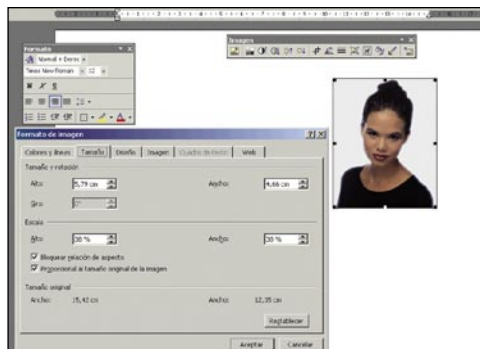 Formato
Normal + Derec
Times New Roman 12
N K S
Imagen
Formato de imagen
Colores y líneas Tamaño Diseño Imagen Cuadro de texto Web
Tamaño y rotación
Alto: 5,79 cm Ancho: 4,66 cm
Giro: 0°
Escala
Alto: 38 % Ancho: 38 %
Bloquear relación de aspecto
Proporcional al tamaño original de la imagen
Tamaño original
Ancho: 15,42 cm Ancho: 12,35 cm
Restablecer
Aceptar Cancelar